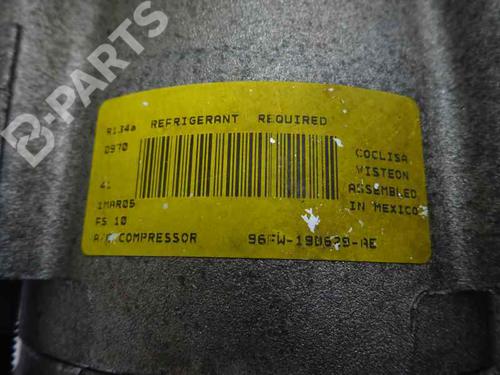 B-PARTS
R134a REFRIGERANT REQUIRED
0970
41
1MAR05
FS 10
A/C COMPRESSOR
COCLISA
VISTEON
ASSEMBLED
IN MEXICO
96FW-19D629-AE